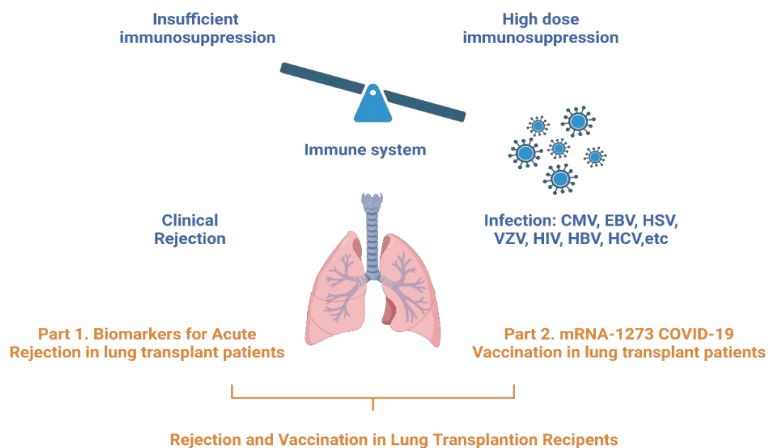 Insufficient
immunosuppression
High dose
immunosuppression
Immune system
Clinical
Rejection
Infection: CMV, EBV, HSV,
VZV, HIV, HBV, HCV,etc
Part 1. Biomarkers for Acute
Rejection in lung transplant patients
Part 2. mRNA-1273 COVID-19
Vaccination in lung transplant patients
Rejection and Vaccination in Lung Transplantion Recipents